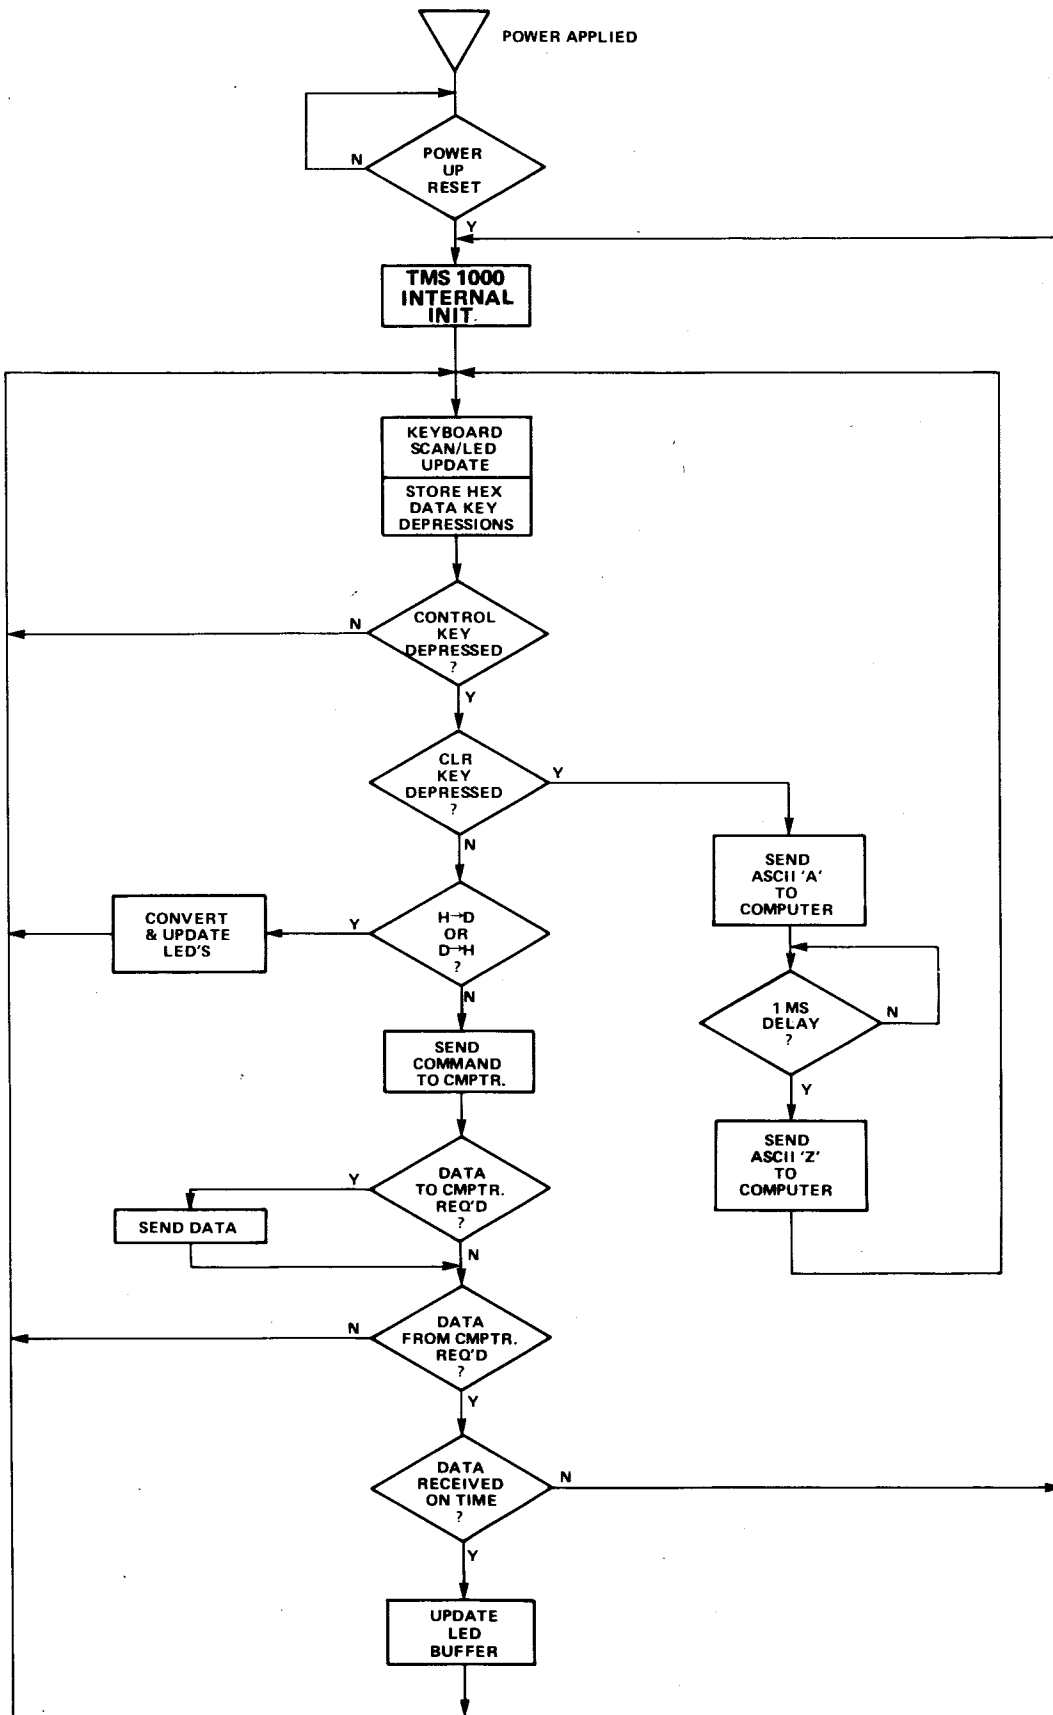 POWER APPLIED
POWER
UP
RESET
N
Y
TMS 1000
INTERNAL
INIT.
KEYBOARD
SCAN/LED
UPDATE
STORE HEX
DATA KEY
DEPRESSIONS
CONTROL
KEY
DEPRESSED
?
N
Y
CLR
KEY
DEPRESSED
?
Y
N
SEND
ASCII 'A'
TO
COMPUTER
H→D
OR
D→H
?
Y
N
CONVERT
& UPDATE
LED'S
1 MS
DELAY
?
N
Y
SEND
COMMAND
TO CMPTR.
SEND
ASCII 'Z'
TO
COMPUTER
DATA
TO CMPTR.
REQ'D
?
Y
N
SEND DATA
DATA
FROM CMPTR.
REQ'D
?
N
Y
DATA
RECEIVED
ON TIME
?
N
Y
UPDATE
LED
BUFFER